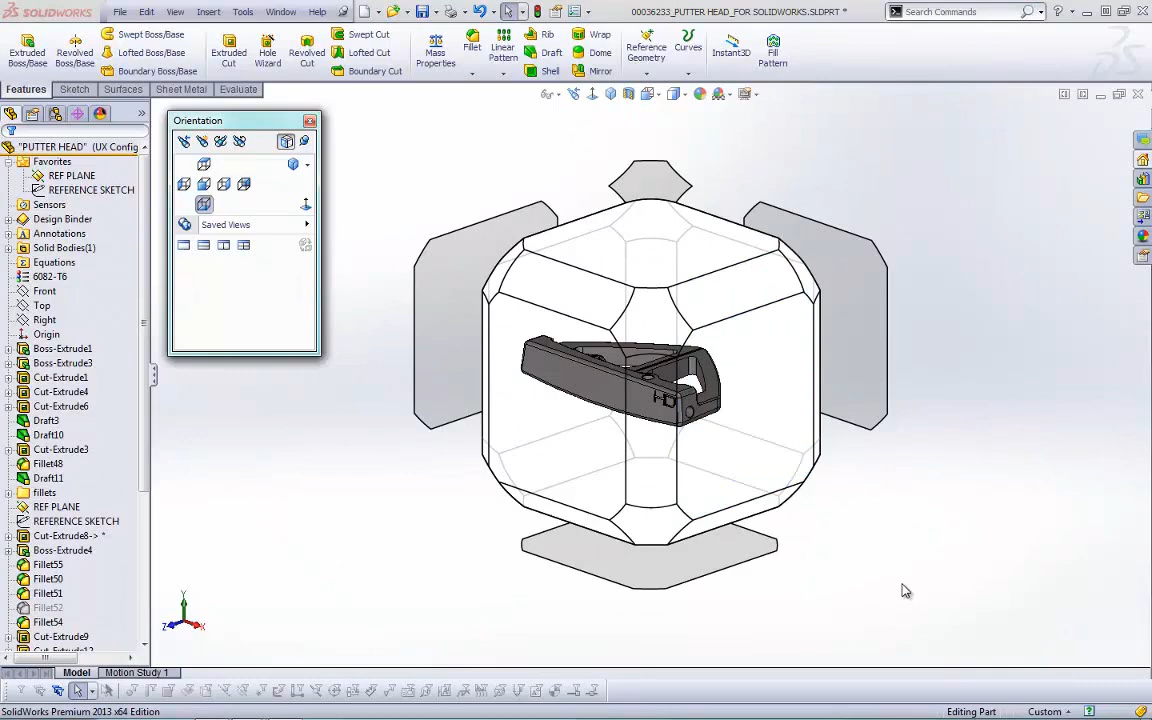 SOLIDWORKS File Edit View Insert Tools Window Help 00036233_PUTTER HEAD_FOR SOLIDWORKS.SLDPRT * Search Commands
Extruded Boss/Base
Revolved Boss/Base
Swept Boss/Base
Lofted Boss/Base
Boundary Boss/Base
Extruded Cut
Hole Wizard
Revolved Cut
Swept Cut
Lofted Cut
Boundary Cut
Mass Properties
Fillet
Linear Pattern
Rib
Draft
Shell
Wrap
Dome
Mirror
Reference Geometry
Curves
Instant3D
Fill Pattern
Features Sketch Surfaces Sheet Metal Evaluate
Orientation
Saved Views
"PUTTER HEAD" (UX Config
Favorites
REF PLANE
REFERENCE SKETCH
Sensors
Design Binder
Annotations
Solid Bodies(1)
Equations
6082-T6
Front
Top
Right
Origin
Boss-Extrude1
Boss-Extrude3
Cut-Extrude1
Cut-Extrude4
Cut-Extrude6
Draft3
Draft10
Cut-Extrude3
Fillet48
Draft11
fillets
REF PLANE
REFERENCE SKETCH
Cut-Extrude8-> *
Boss-Extrude4
Fillet55
Fillet50
Fillet51
Fillet52
Fillet54
Cut-Extrude9
Cut-Extrude12
Y
Z X
Model Motion Study 1
SolidWorks Premium 2013 x64 Edition Editing Part Custom